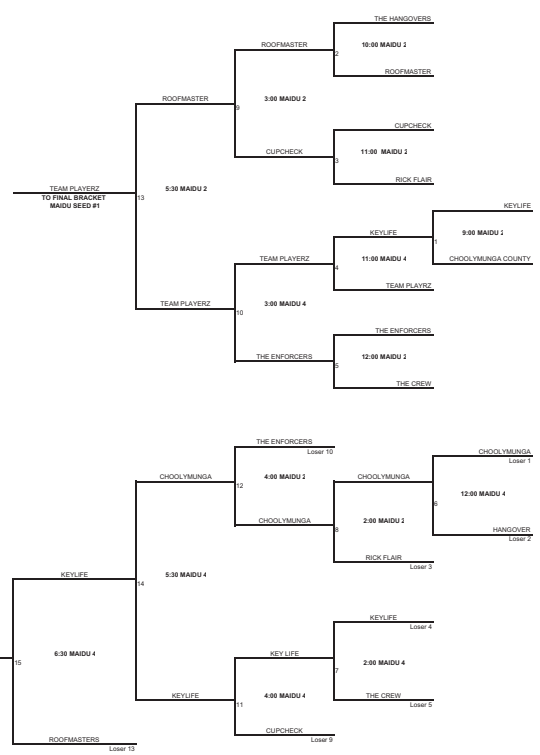 THE HANGOVERS
ROOFMASTER
2
10:00 MAIDU 2
ROOFMASTER
ROOFMASTER
9
3:00 MAIDU 2
CUPCHECK
CUPCHECK
3
11:00 MAIDU 2
RICK FLAIR
TEAM PLAYERZ
TO FINAL BRACKET
MAIDU SEED #1
13
5:30 MAIDU 2
KEYLIFE
KEYLIFE
1
9:00 MAIDU 2
TEAM PLAYERZ
4
11:00 MAIDU 4
CHOOLYMUNGA COUNTY
TEAM PLAYRZ
TEAM PLAYERZ
10
3:00 MAIDU 4
THE ENFORCERS
THE ENFORCERS
5
12:00 MAIDU 2
THE CREW
THE ENFORCERS
Loser 10
CHOOLYMUNGA
Loser 1
CHOOLYMUNGA
12
4:00 MAIDU 2
CHOOLYMUNGA
6
12:00 MAIDU 4
CHOOLYMUNGA
8
2:00 MAIDU 2
HANGOVER
Loser 2
RICK FLAIR
Loser 3
KEYLIFE
14
5:30 MAIDU 4
KEYLIFE
Loser 4
15
6:30 MAIDU 4
KEY LIFE
7
2:00 MAIDU 4
KEYLIFE
11
4:00 MAIDU 4
THE CREW
Loser 5
CUPCHECK
Loser 9
ROOFMASTERS
Loser 13